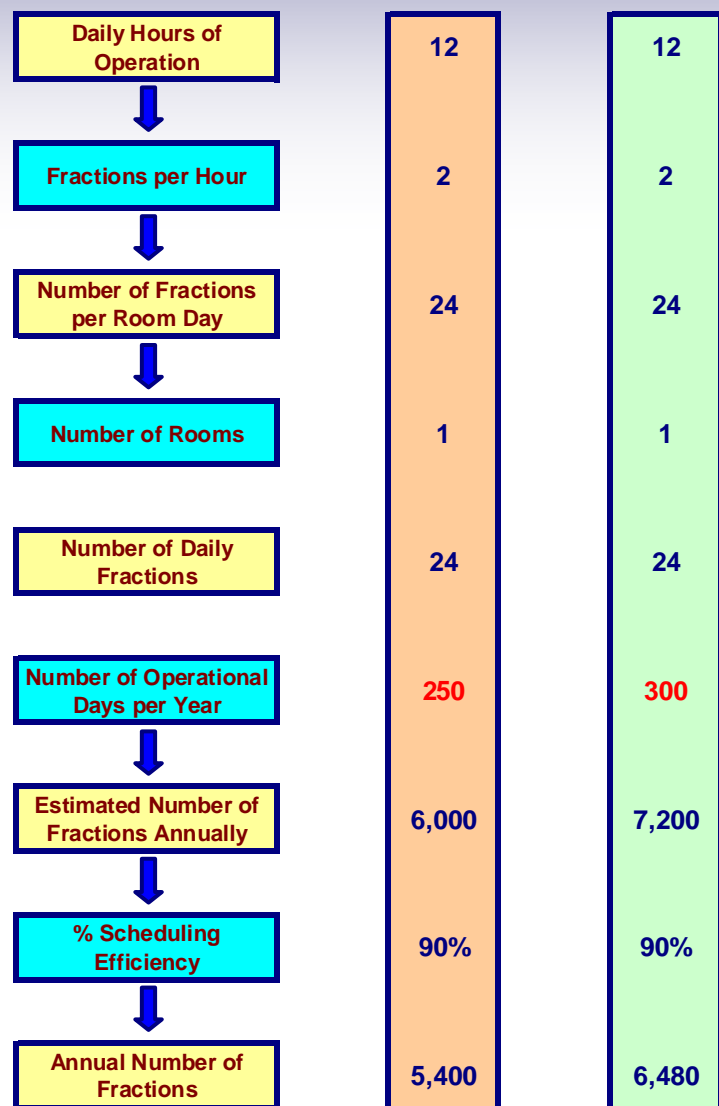 Daily Hours of
Operation
12
12
Fractions per Hour
2
2
Number of Fractions
per Room Day
24
24
Number of Rooms
1
1
Number of Daily
Fractions
24
24
Number of Operational
Days per Year
250
300
Estimated Number of
Fractions Annually
6,000
7,200
% Scheduling
Efficiency
90%
90%
Annual Number of
Fractions
5,400
6,480